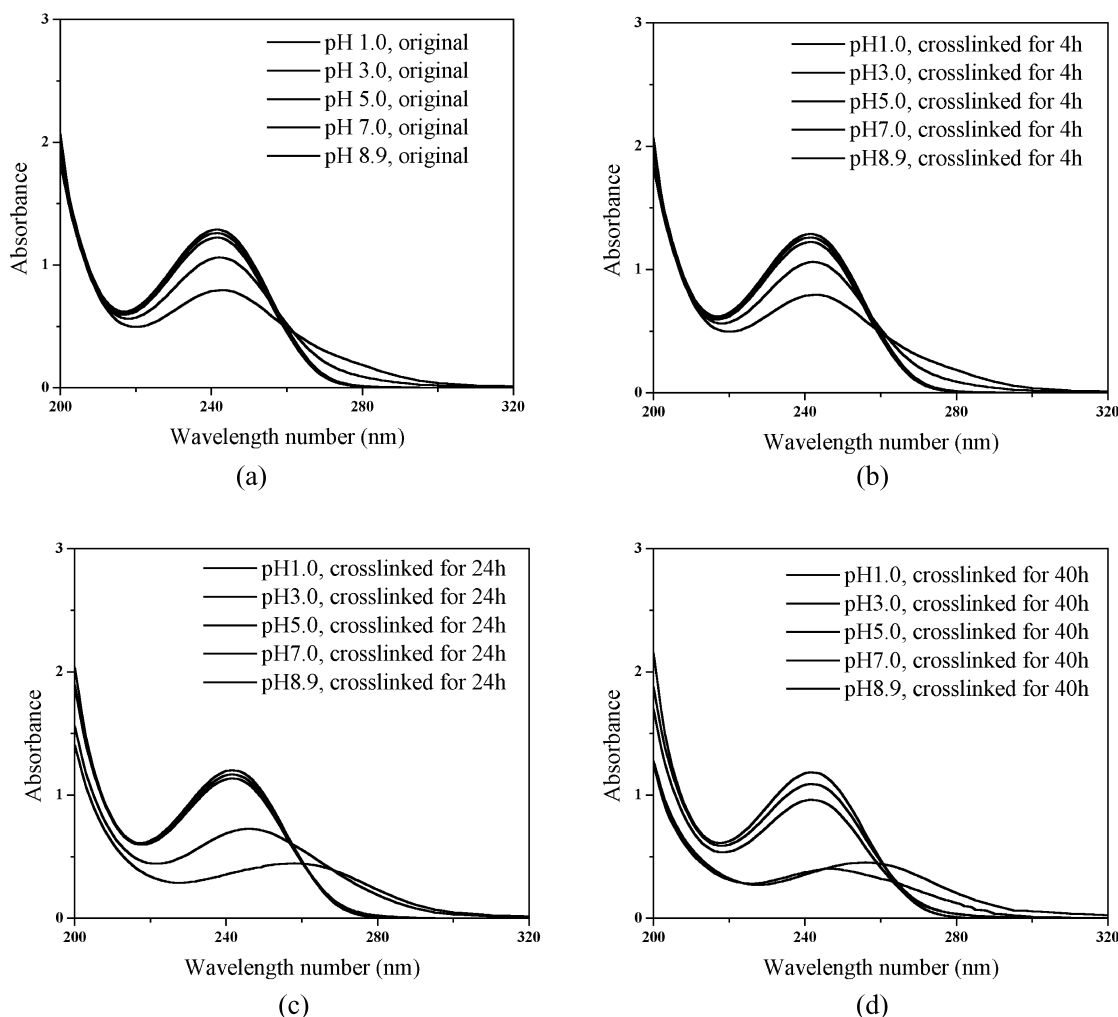 3
2
1
0
Absorbance
pH 1.0, original
pH 3.0, original
pH 5.0, original
pH 7.0, original
pH 8.9, original
200 240 280 320
Wavelength number (nm)
(a)
3
2
1
0
Absorbance
pH1.0, crosslinked for 4h
pH3.0, crosslinked for 4h
pH5.0, crosslinked for 4h
pH7.0, crosslinked for 4h
pH8.9, crosslinked for 4h
200 240 280 320
Wavelength number (nm)
(b)
3
2
1
0
Absorbance
pH1.0, crosslinked for 24h
pH3.0, crosslinked for 24h
pH5.0, crosslinked for 24h
pH7.0, crosslinked for 24h
pH8.9, crosslinked for 24h
200 240 280 320
Wavelength number (nm)
(c)
3
2
1
0
Absorbance
pH1.0, crosslinked for 40h
pH3.0, crosslinked for 40h
pH5.0, crosslinked for 40h
pH7.0, crosslinked for 40h
pH8.9, crosslinked for 40h
200 240 280 320
Wavelength number (nm)
(d)